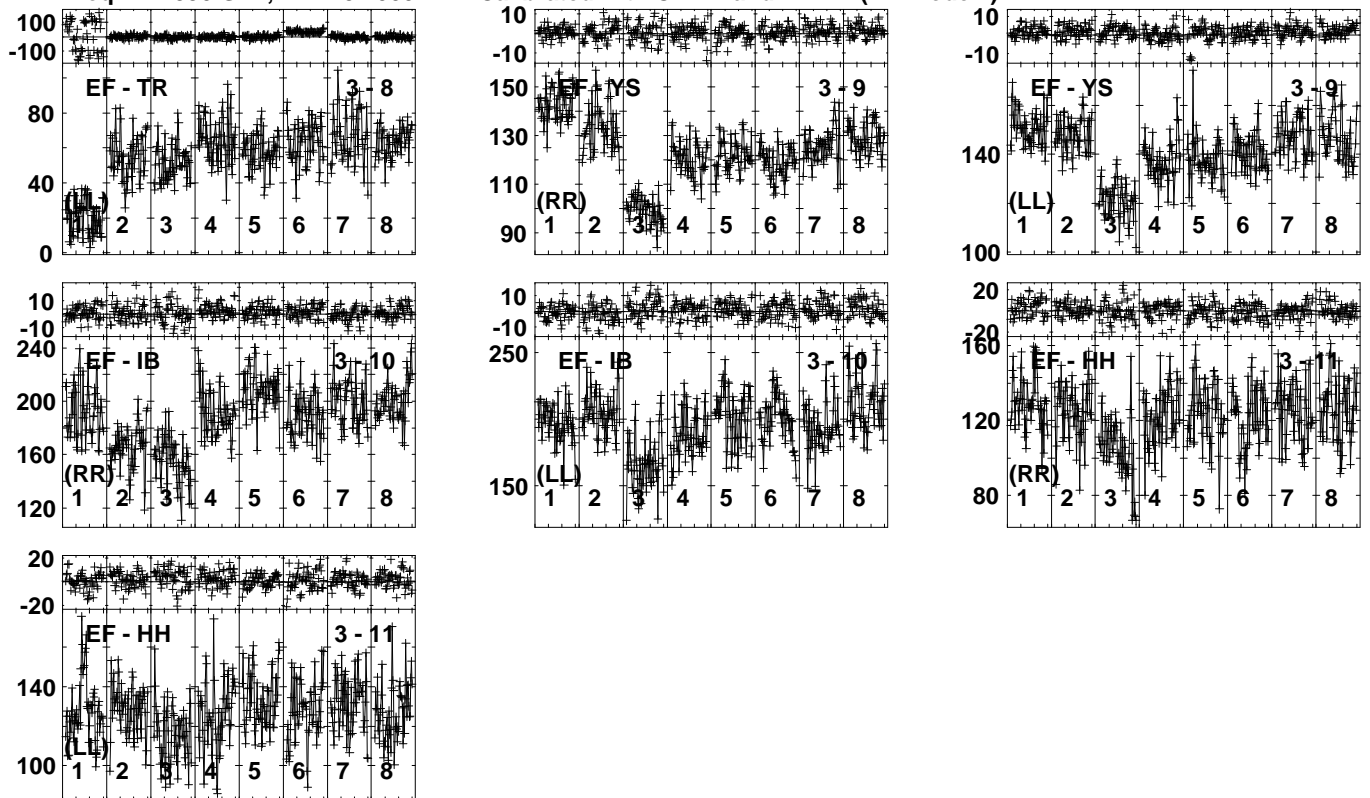 100
-100
EF - TR 3 - 8
80
40
0
(LL)
2 3 4 5 6 7 8
10
-10
EF - YS 3 - 9
150
130
110
90
(RR)
1 2 3 4 5 6 7 8
10
-10
EF - YS 3 - 9
140
100
(LL)
1 2 3 4 5 6 7 8
10
-10
240
EF - IB 3 - 10
200
160
120
(RR)
1 2 3 4 5 6 7 8
10
-10
250
EF - IB 3 - 10
150
(LL)
1 2 3 4 5 6 7 8
20
-20
160
EF - HH 3 - 11
120
80
(RR)
1 2 3 4 5 6 7 8
20
-20
EF - HH 3 - 11
140
100
(LL)
1 2 3 4 5 6 7 8